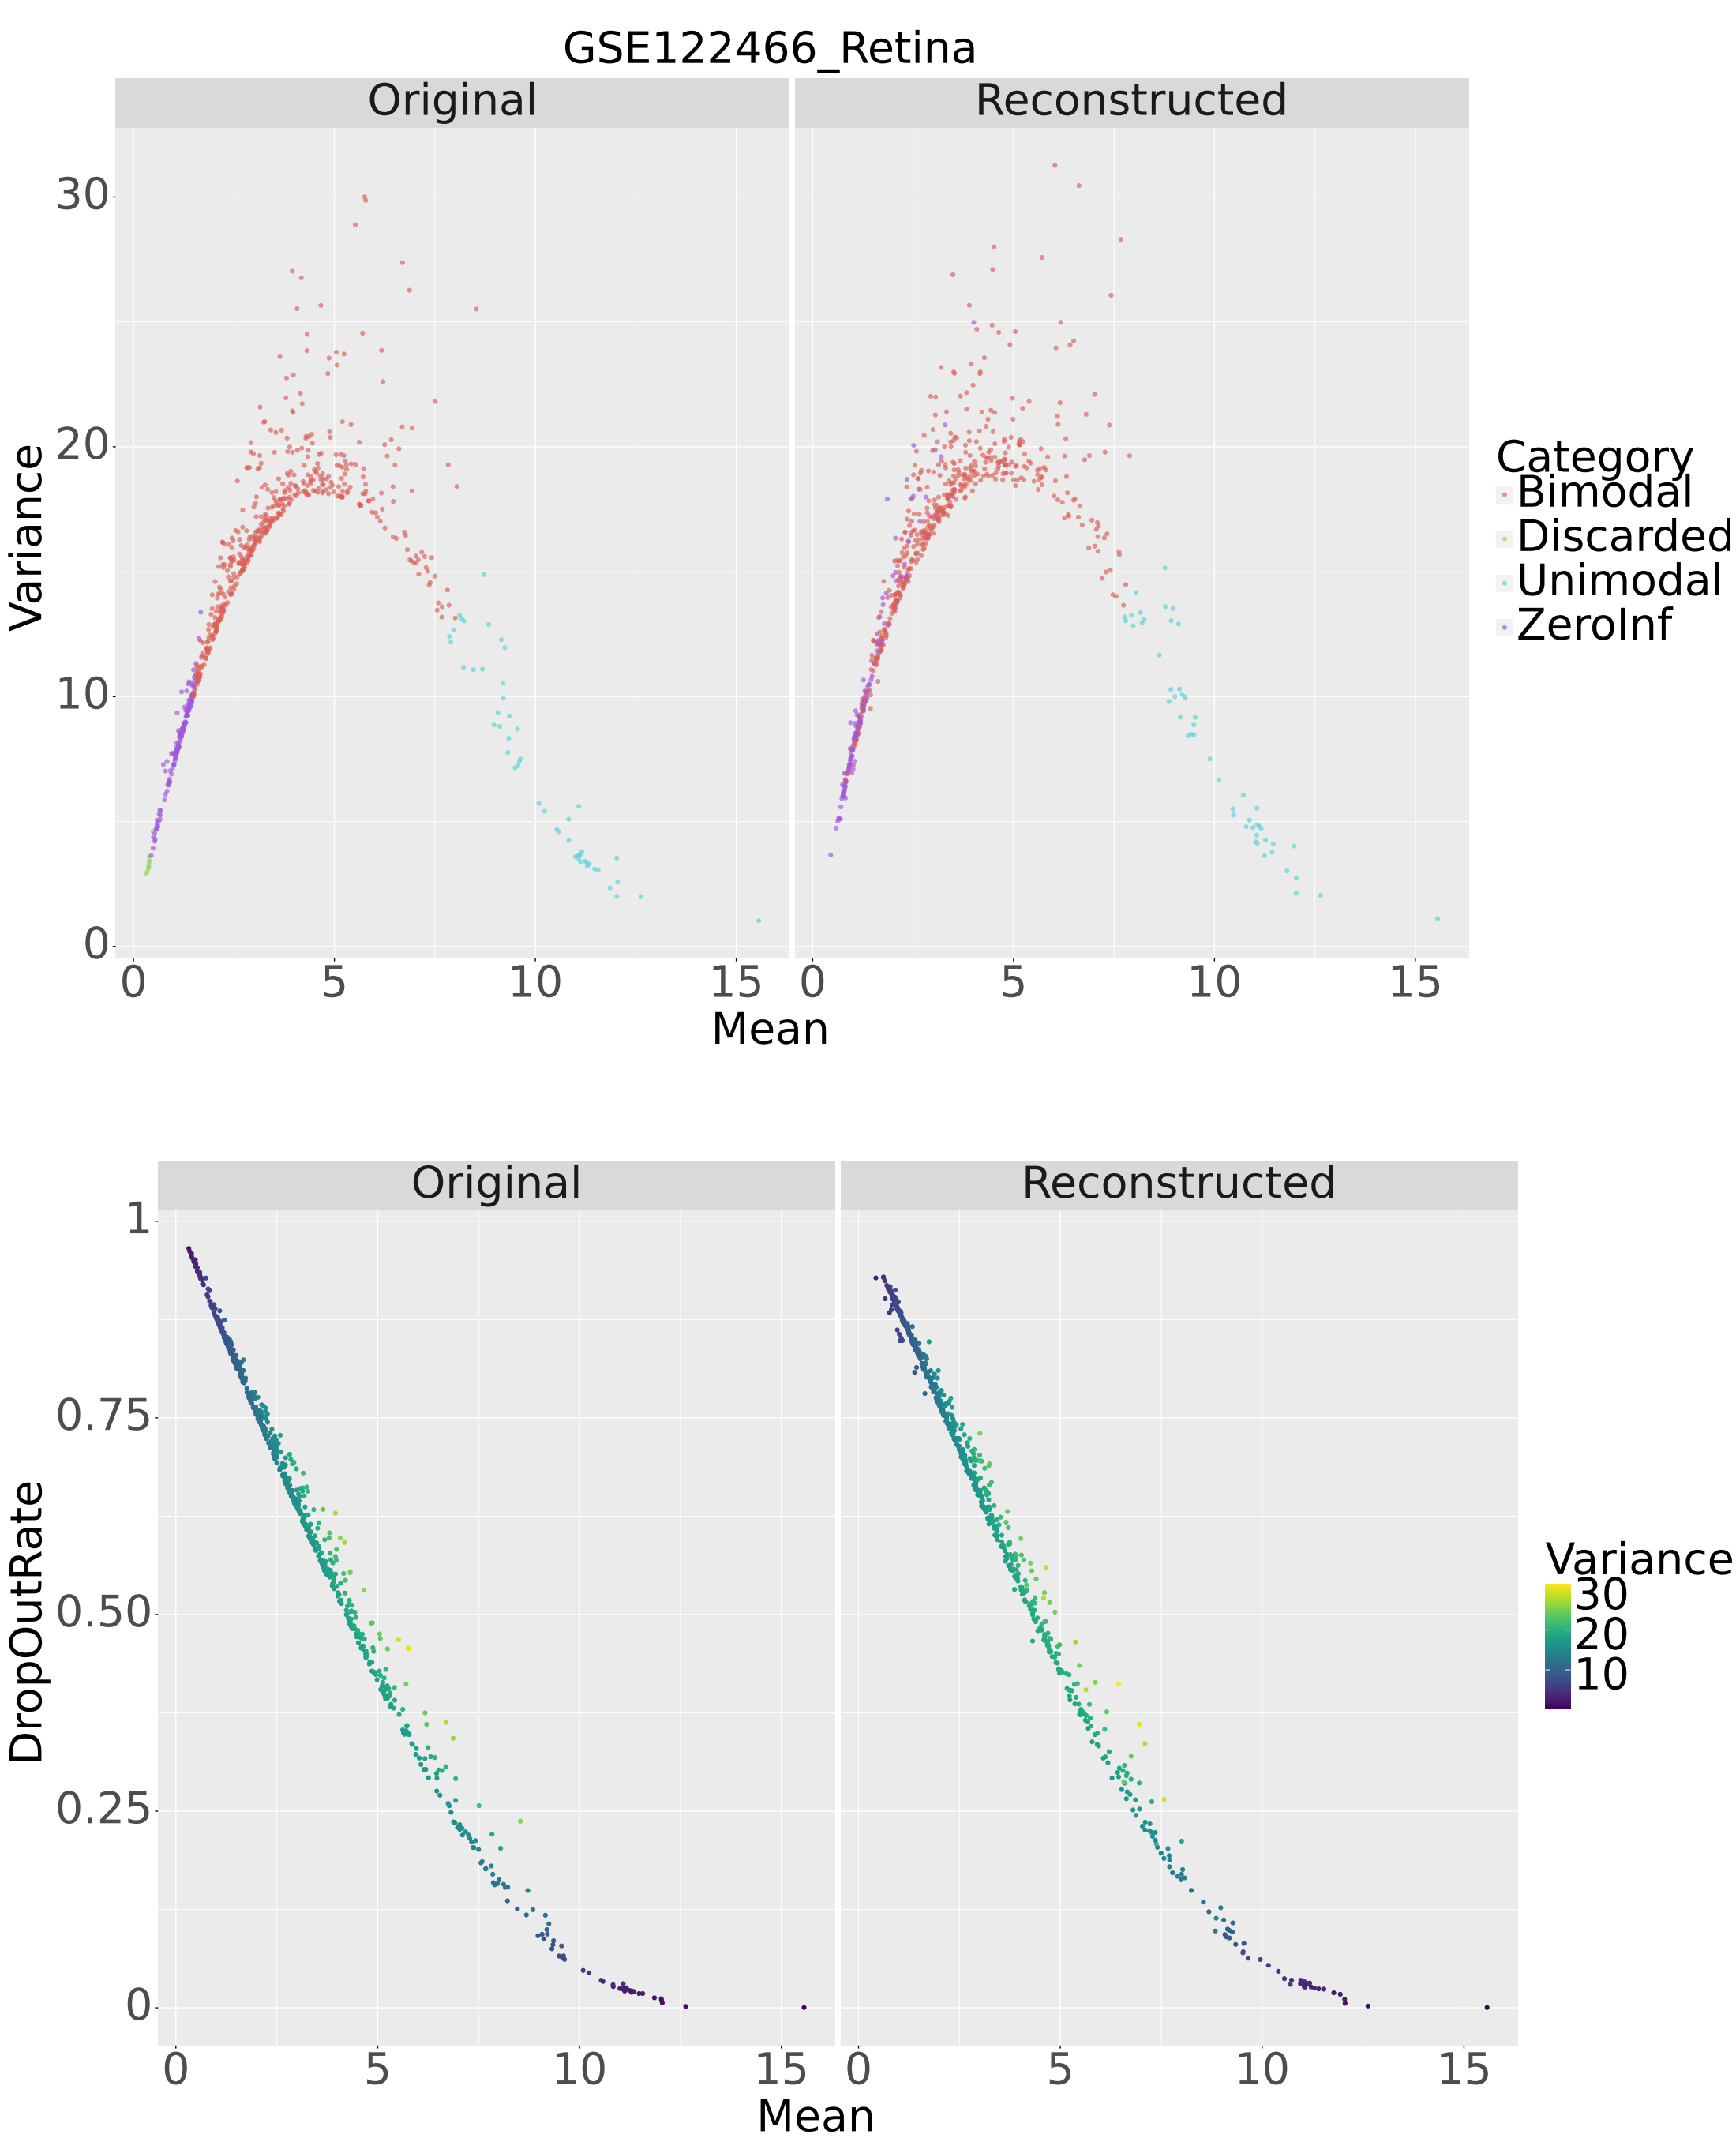 GSE122466_Retina
Original Reconstructed
30
20
10
0
Variance
0 5 10 15 0 5 10 15
Mean
Category
Bimodal
Discarded
Unimodal
ZeroInf
Original Reconstructed
1
0.75
0.50
0.25
0
DropOutRate
0 5 10 15 0 5 10 15
Mean
Variance
30
20
10